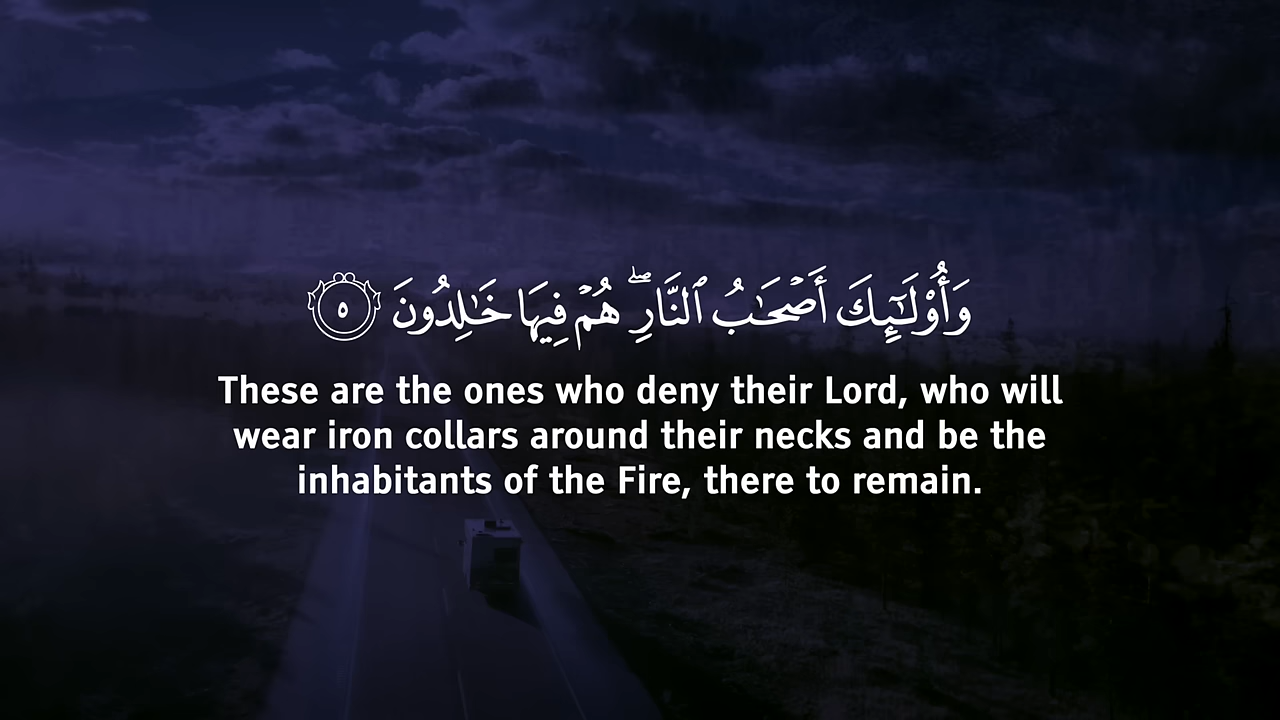 وَأُو۟لَـٰٓئِكَ أَصْحَـٰبُ ٱلنَّارِ ۖ هُمْ فِيهَا خَـٰلِدُونَ ٥
These are the ones who deny their Lord, who will
wear iron collars around their necks and be the
inhabitants of the Fire, there to remain.